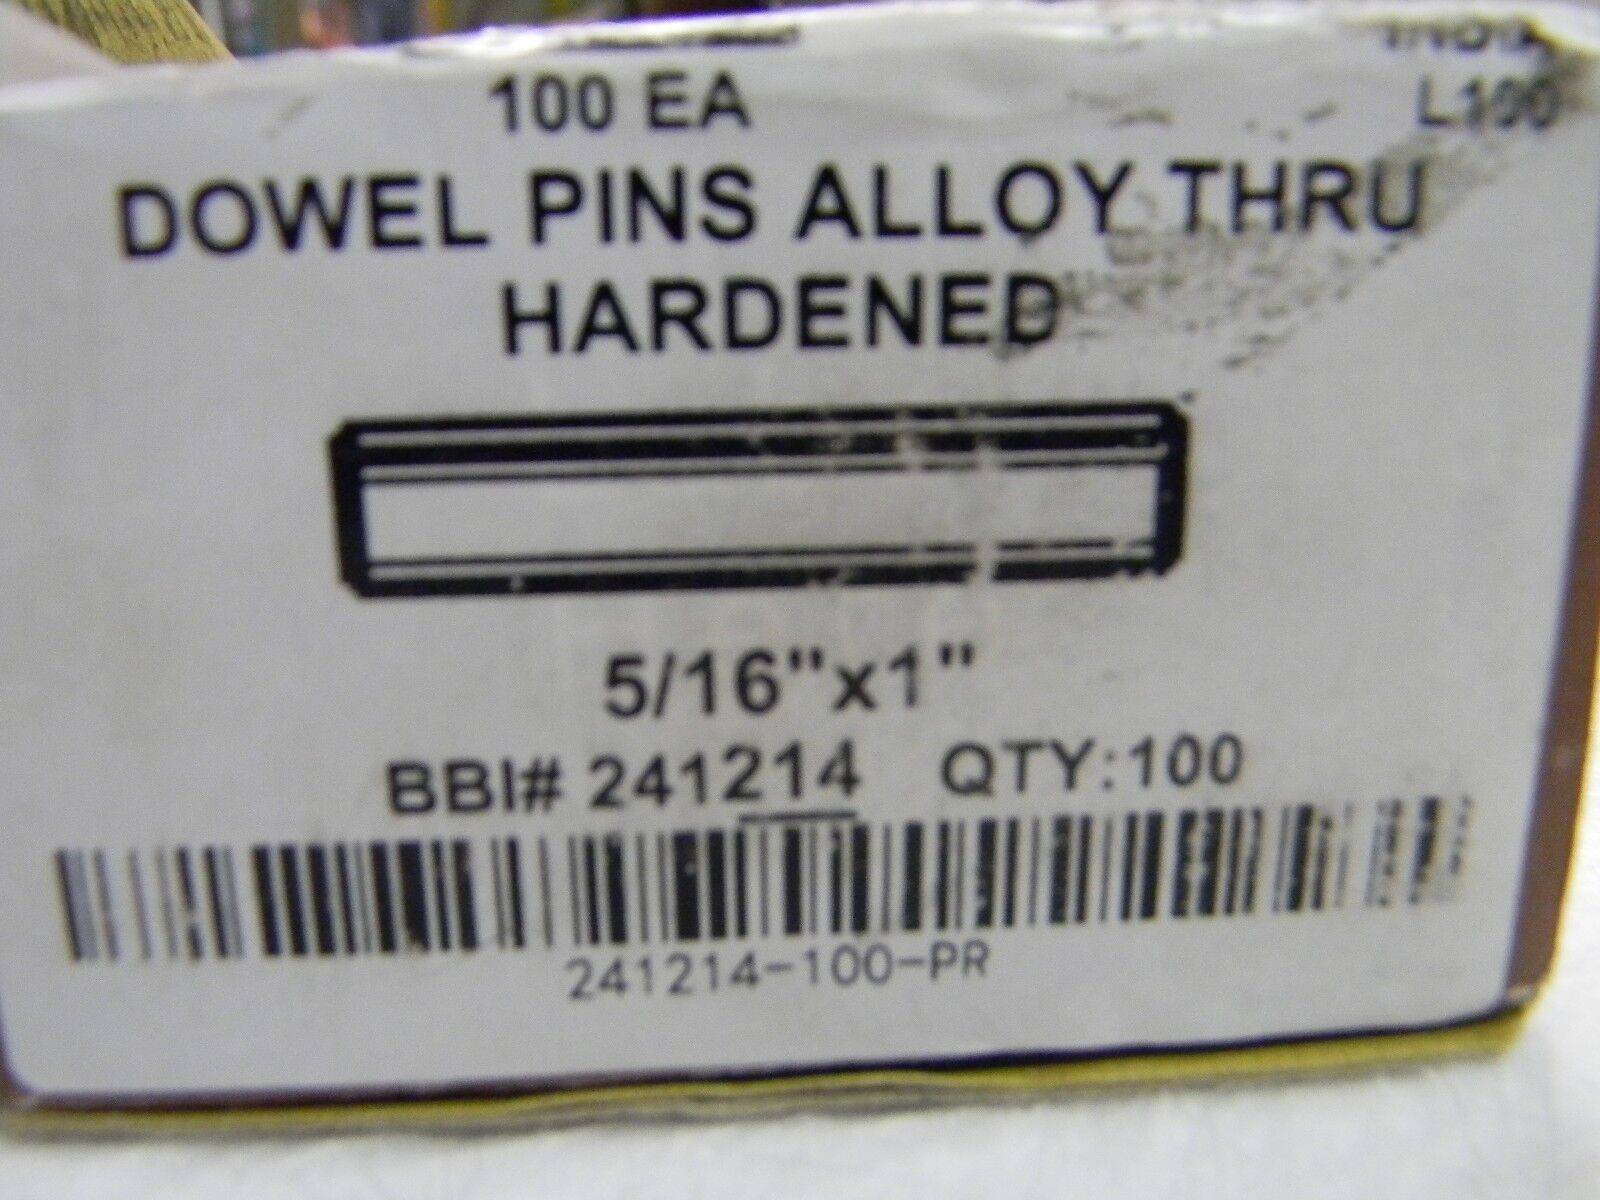 100 EA
L100
DOWEL PINS ALLOY THRU
HARDENED
5/16"x1"
BBI# 241214 QTY:100
241214-100-PR